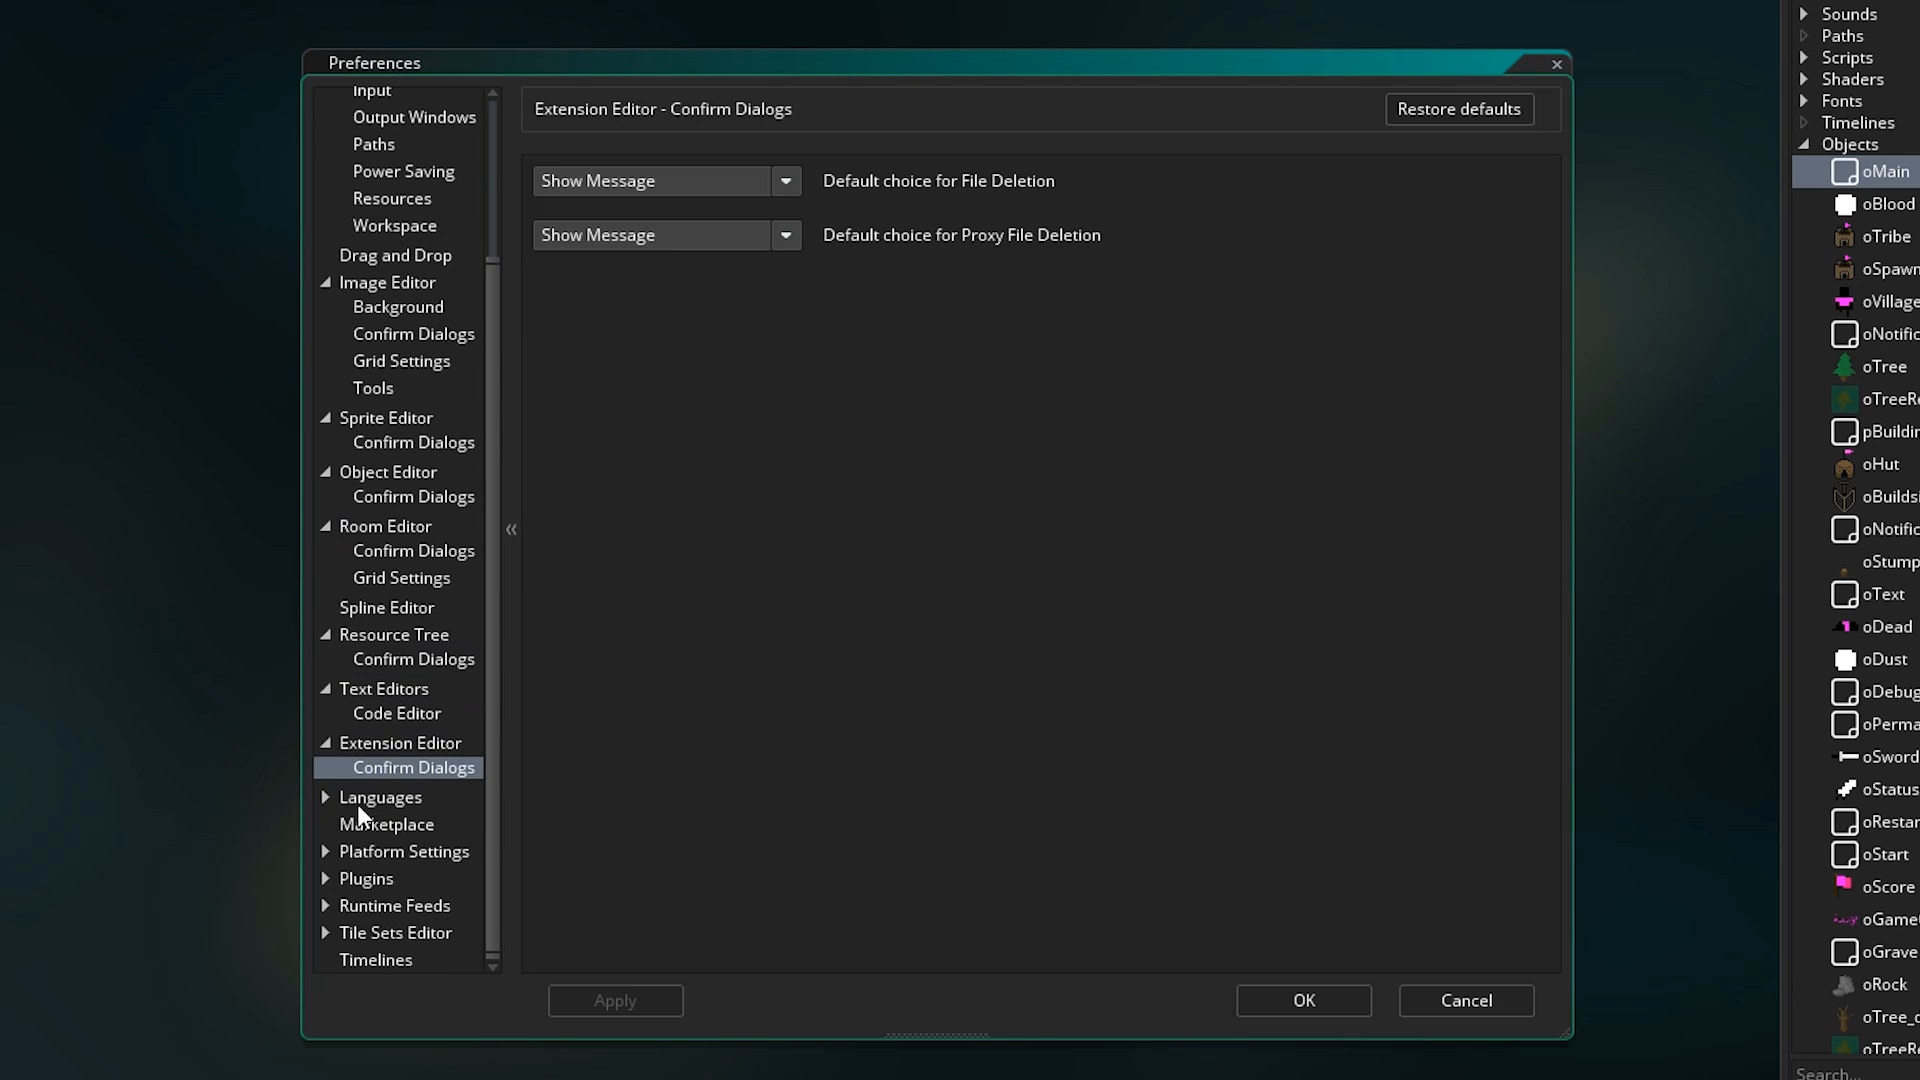 Preferences
Input
Output Windows
Paths
Power Saving
Resources
Workspace
Drag and Drop
Image Editor
Background
Confirm Dialogs
Grid Settings
Tools
Sprite Editor
Confirm Dialogs
Object Editor
Confirm Dialogs
Room Editor
Confirm Dialogs
Grid Settings
Spline Editor
Resource Tree
Confirm Dialogs
Text Editors
Code Editor
Extension Editor
Confirm Dialogs
Languages
Marketplace
Platform Settings
Plugins
Runtime Feeds
Tile Sets Editor
Timelines
Extension Editor - Confirm Dialogs
Restore defaults
Show Message Default choice for File Deletion
Show Message Default choice for Proxy File Deletion
Apply
OK
Cancel
Sounds
Paths
Scripts
Shaders
Fonts
Timelines
Objects
oMain
oBlood
oTribe
oSpawn
oVillage
oNotific
oTree
oTreeRe
pBuildin
oHut
oBuildsi
oNotific
oStump
oText
oDead
oDust
oDebug
oPerma
oSword
oStatus
oRestar
oStart
oScore
oGame
oGrave
oRock
oTree_
oTreeRe
Search...